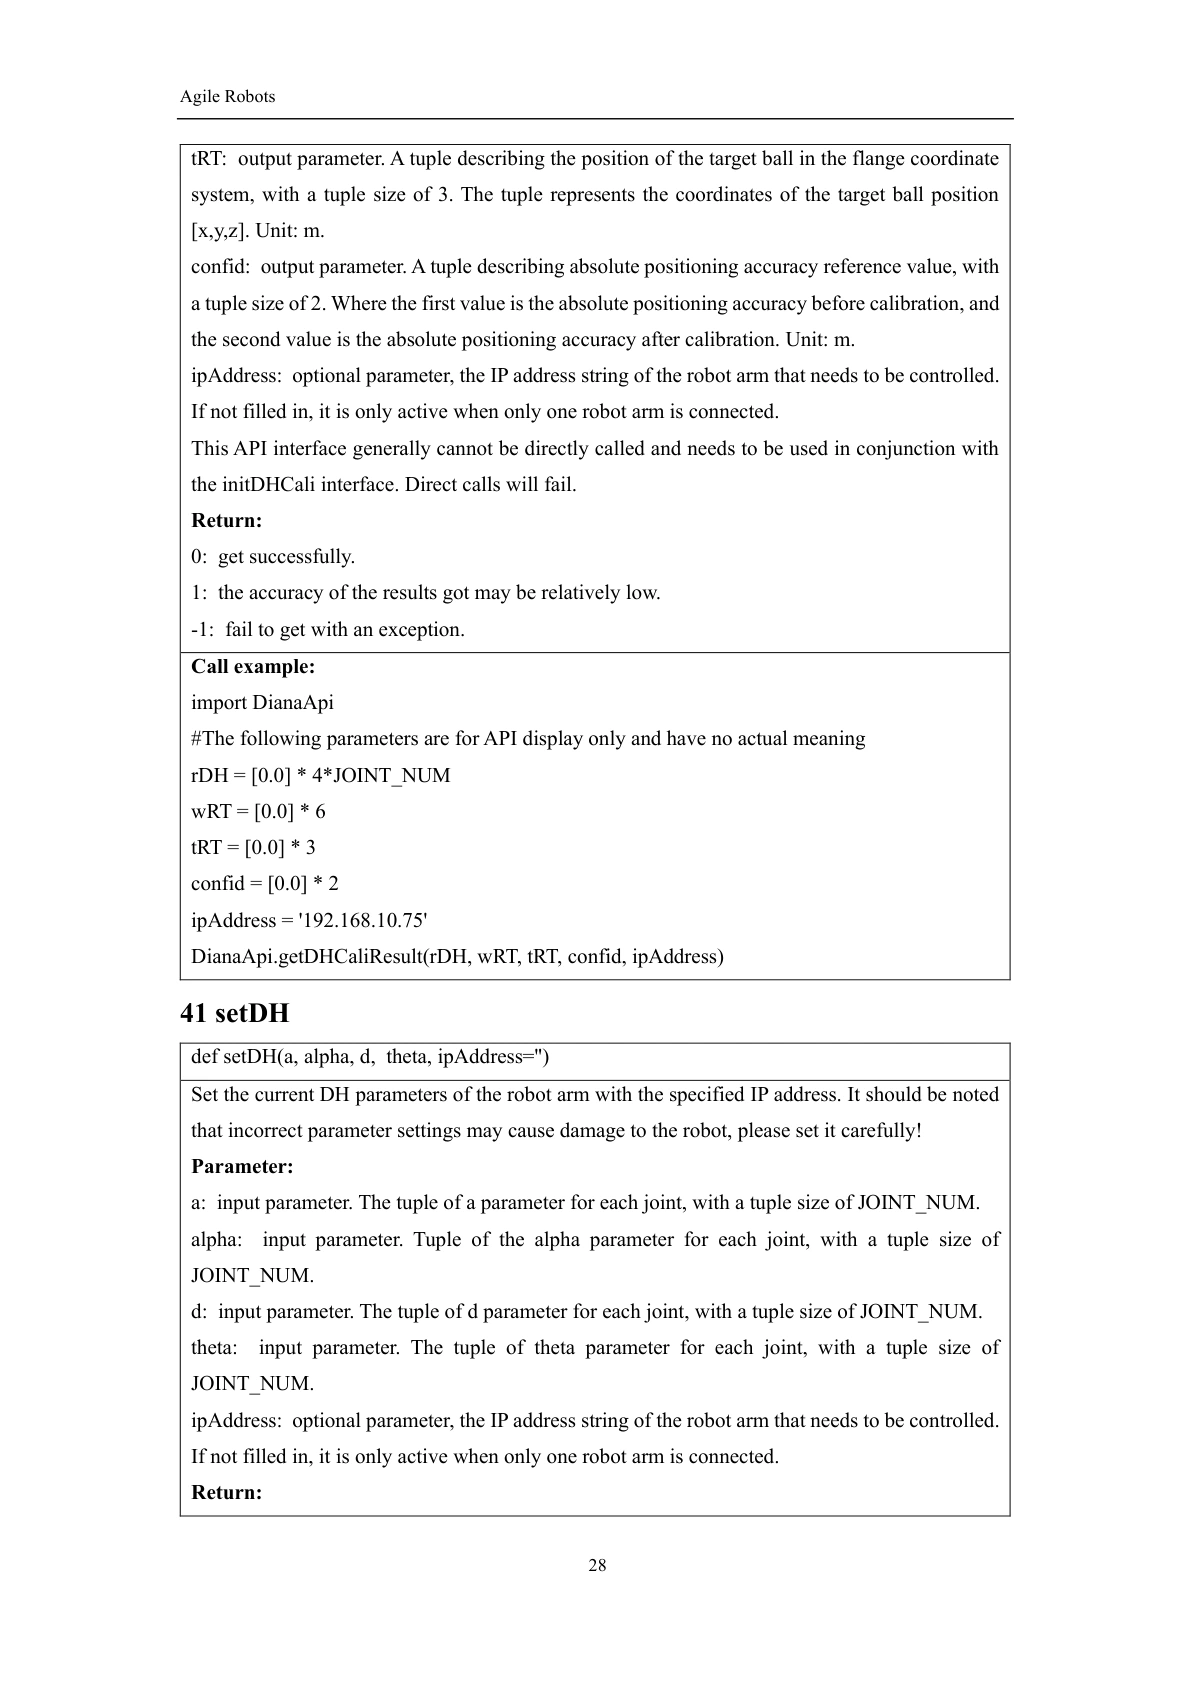 Agile Robots
tRT: output parameter. A tuple describing the position of the target ball in the flange coordinate
system, with a tuple size of 3. The tuple represents the coordinates of the target ball position
[x,y,z]. Unit: m.
confid: output parameter. A tuple describing absolute positioning accuracy reference value, with
a tuple size of 2. Where the first value is the absolute positioning accuracy before calibration, and
the second value is the absolute positioning accuracy after calibration. Unit: m.
ipAddress: optional parameter, the IP address string of the robot arm that needs to be controlled.
If not filled in, it is only active when only one robot arm is connected.
This API interface generally cannot be directly called and needs to be used in conjunction with
the initDHCali interface. Direct calls will fail.
Return:
0: get successfully.
1: the accuracy of the results got may be relatively low.
-1: fail to get with an exception.
Call example:
import DianaApi
#The following parameters are for API display only and have no actual meaning
rDH = [0.0] * 4*JOINT_NUM
wRT = [0.0] * 6
tRT = [0.0] * 3
confid = [0.0] * 2
ipAddress = '192.168.10.75'
DianaApi.getDHCaliResult(rDH, wRT, tRT, confid, ipAddress)
41 setDH
def setDH(a, alpha, d, theta, ipAddress='')
Set the current DH parameters of the robot arm with the specified IP address. It should be noted
that incorrect parameter settings may cause damage to the robot, please set it carefully!
Parameter:
a: input parameter. The tuple of a parameter for each joint, with a tuple size of JOINT_NUM.
alpha: input parameter. Tuple of the alpha parameter for each joint, with a tuple size of
JOINT_NUM.
d: input parameter. The tuple of d parameter for each joint, with a tuple size of JOINT_NUM.
theta: input parameter. The tuple of theta parameter for each joint, with a tuple size of
JOINT_NUM.
ipAddress: optional parameter, the IP address string of the robot arm that needs to be controlled.
If not filled in, it is only active when only one robot arm is connected.
Return:
28